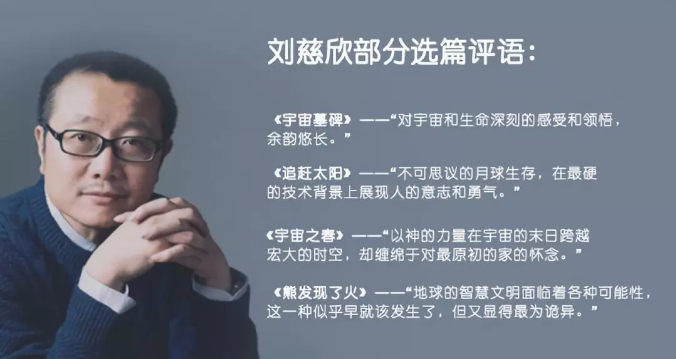 刘慈欣部分选篇评语：
《宇宙墓碑》——“对宇宙和生命深刻的感受和领悟，
余韵悠长。”
《追赶太阳》——“不可思议的月球生存，在最硬
的技术背景上展现人的意志和勇气。”
《宇宙之春》——“以神的力量在宇宙的末日跨越
宏大的时空，却缠绵于对最原初的家的怀念。”
《熊发现了火》——“地球的智慧文明面临着各种可能性，
这一种似乎早就该发生了，但又显得最为诡异。”